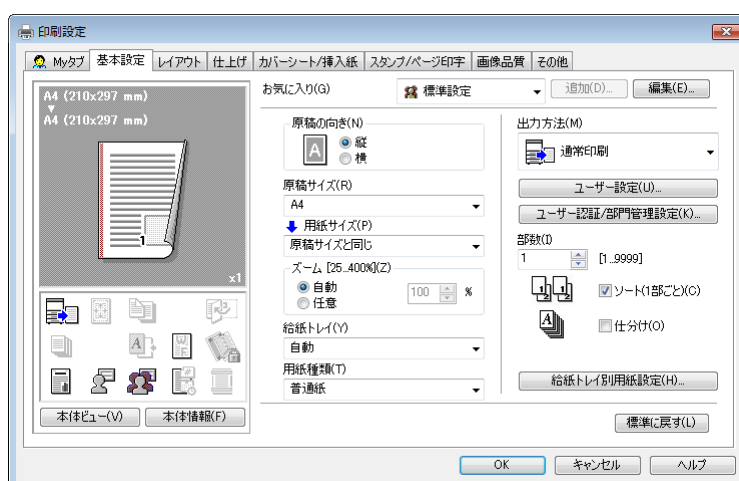 印刷設定
Myタブ 基本設定 レイアウト 仕上げ カバーシート/挿入紙 スタンプ/ページ印字 画像品質 その他
A4 (210x297 mm)
A4 (210x297 mm)
1
x1
本体ビュー(V) 本体情報(F)
お気に入り(G) 標準設定 追加(D)... 編集(E)...
原稿の向き(N)
A
縦
横
原稿サイズ(R)
A4
用紙サイズ(P)
原稿サイズと同じ
ズーム [25..400%](Z)
自動
任意
100 %
給紙トレイ(Y)
自動
用紙種類(T)
普通紙
出力方法(M)
通常印刷
ユーザー設定(U)...
ユーザー認証/部門管理設定(K)...
部数(I)
1 [1..9999]
1 2 1 2 ソート(1部ごと)(C)
A 仕分け(O)
給紙トレイ別用紙設定(H)...
標準に戻す(L)
OK キャンセル ヘルプ